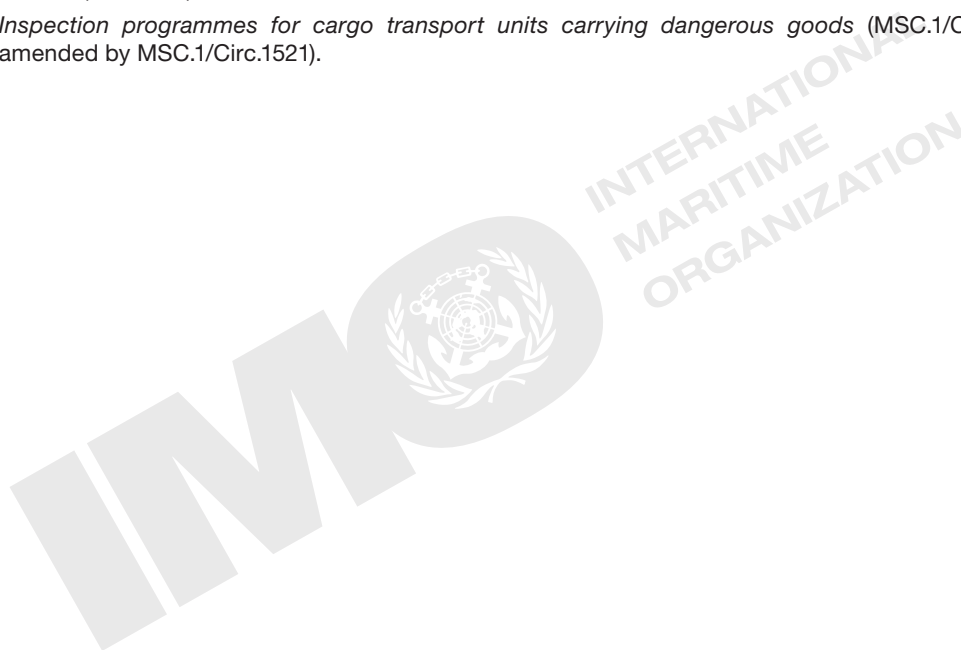 Inspection programmes for cargo transport units carrying dangerous goods (MSC.1/C
amended by MSC.1/Circ.1521).
INTERNATIONAL
MARITIME
ORGANIZATION
IMO